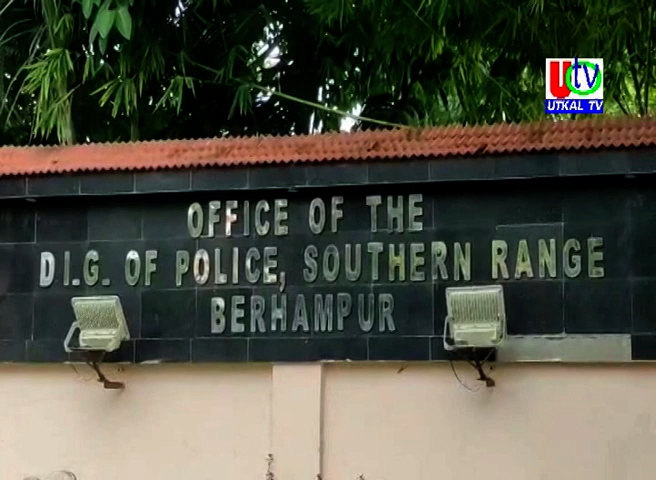 UTV
UTKAL TV
OFFICE OF THE
D.I.G. OF POLICE, SOUTHERN RANGE
BERHAMPUR